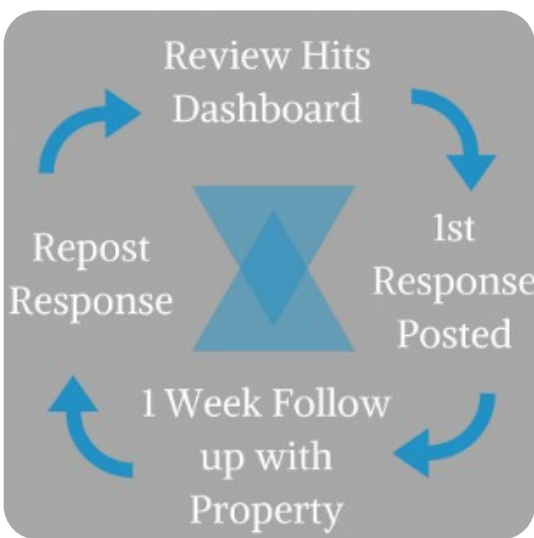 Review Hits
Dashboard
1st
Response
Posted
1 Week Follow
up with
Property
Repost
Response